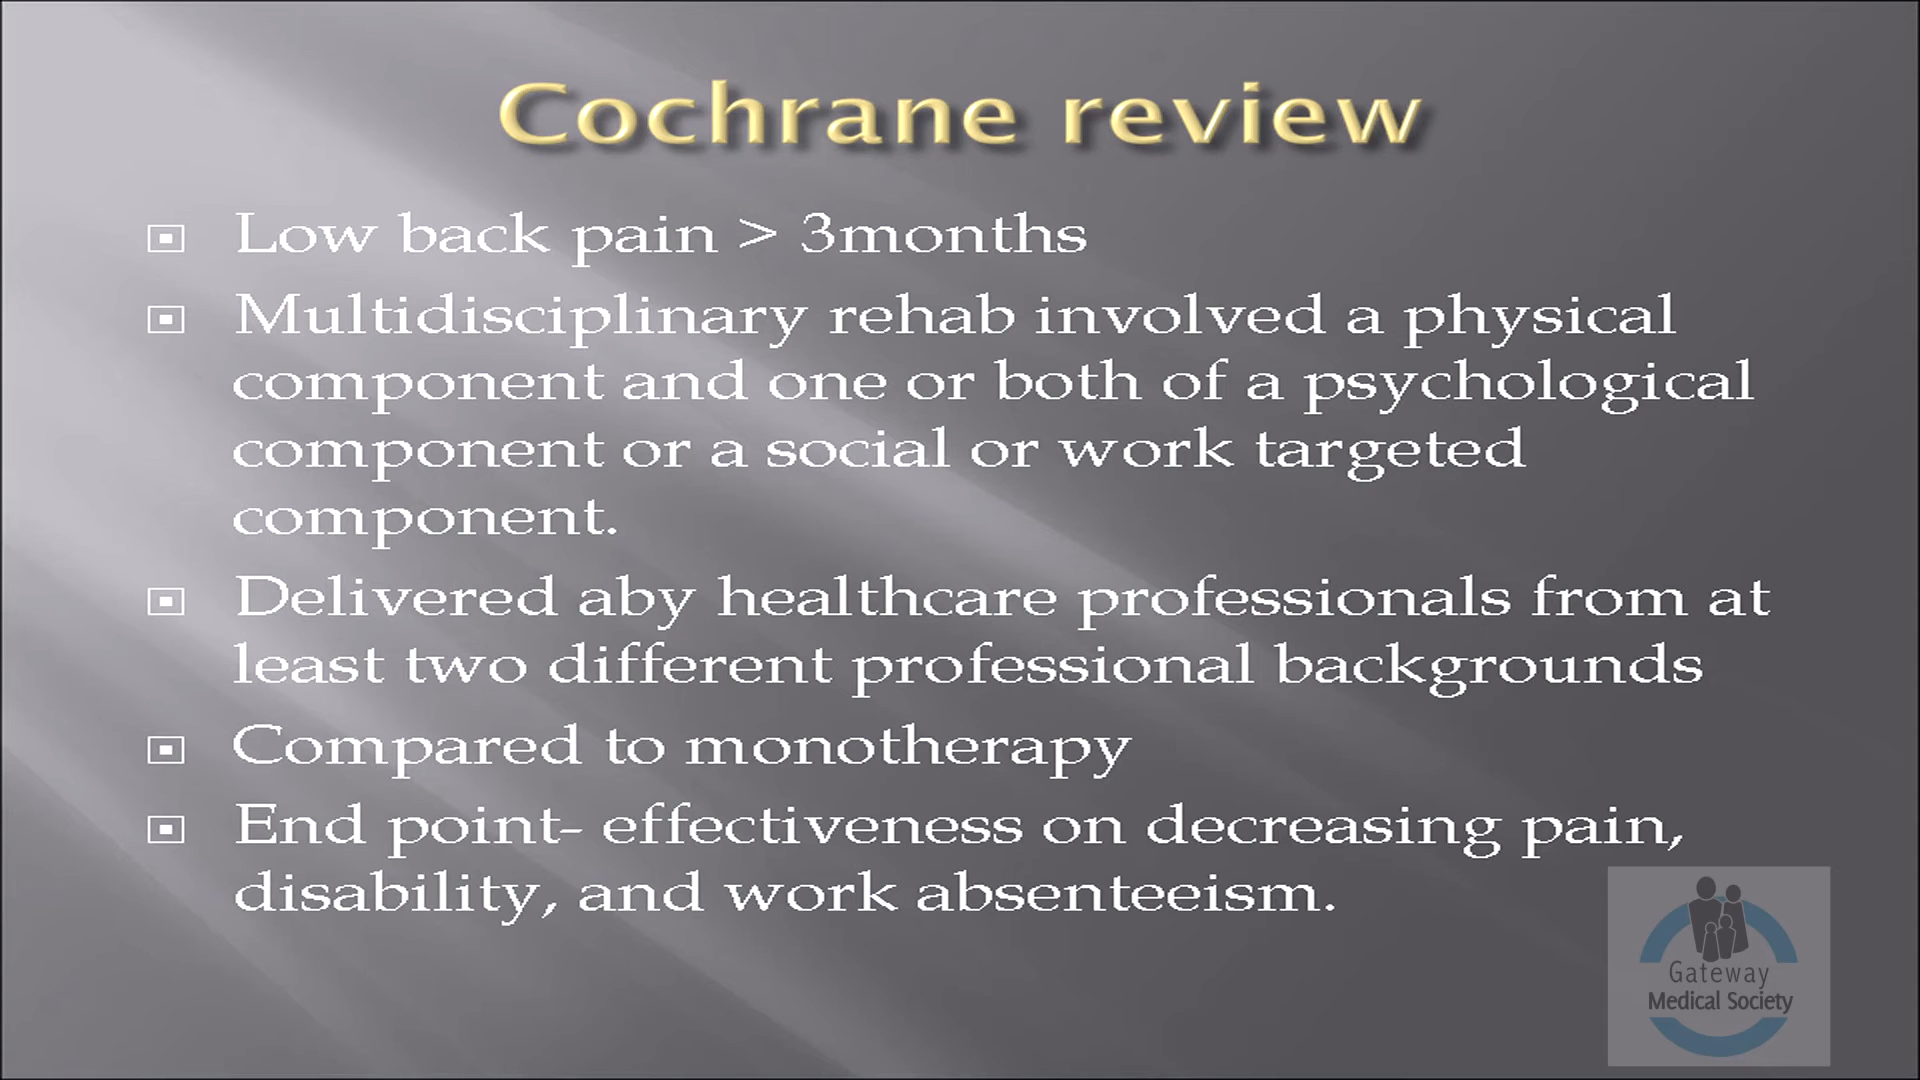 Cochrane review
Low back pain > 3months
Multidisciplinary rehab involved a physical
component and one or both of a psychological
component or a social or work targeted
component.
Delivered aby healthcare professionals from at
least two different professional backgrounds
Compared to monotherapy
End point- effectiveness on decreasing pain,
disability, and work absenteeism.
Gateway
Medical Society